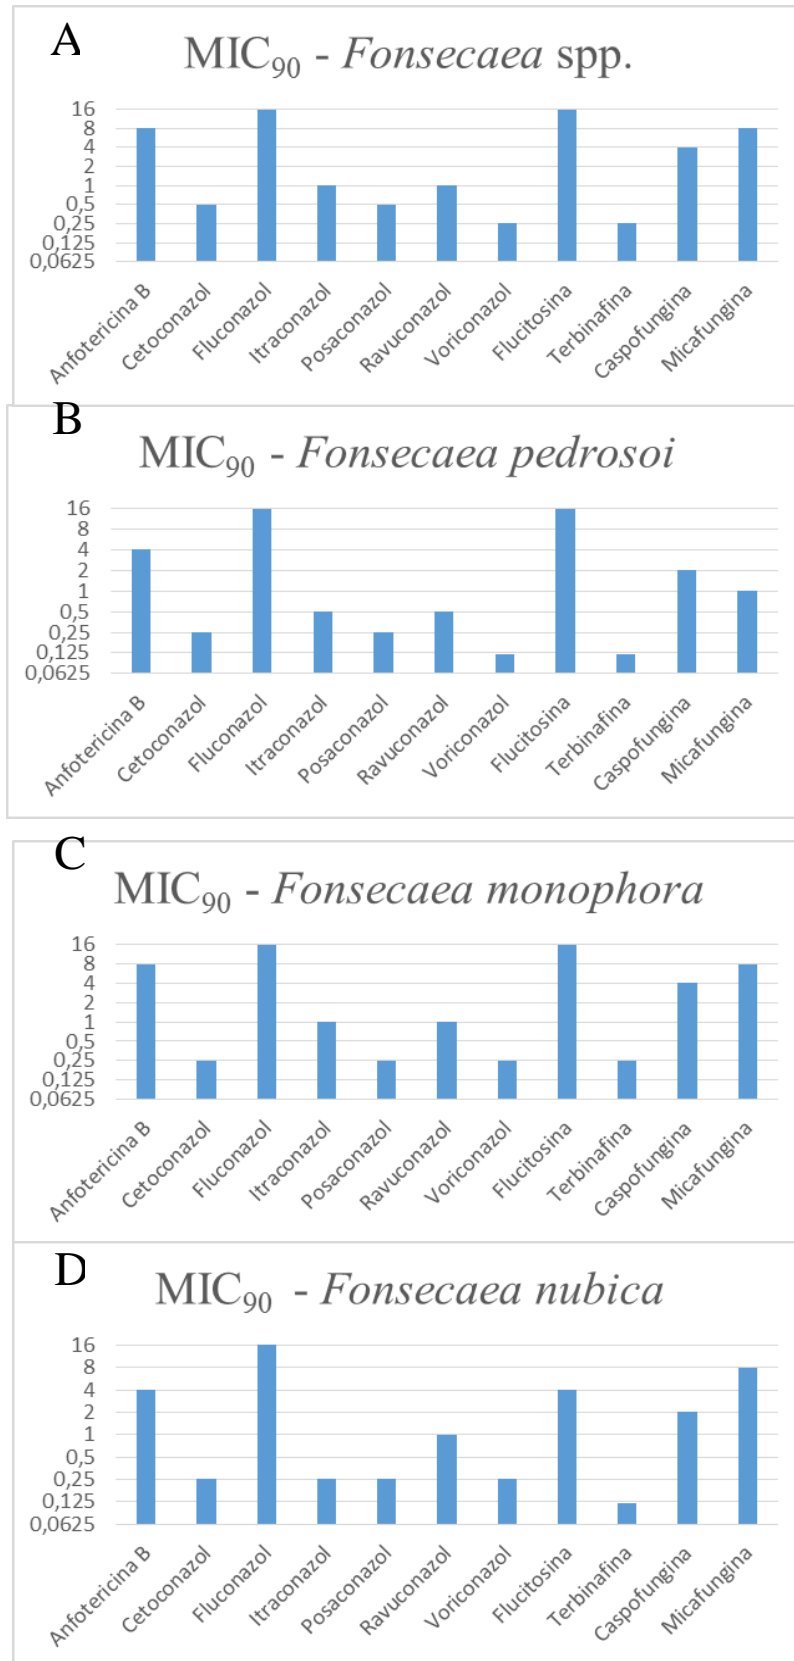 A
MIC₉₀ - Fonsecaea spp.
16
8
4
2
1
0,5
0,25
0,125
0,0625
Anfotericina B
Cetoconazol
Fluconazol
Itraconazol
Posaconazol
Ravuconazol
Voriconazol
Flucitosina
Terbinafina
Caspofungina
Micafungina
B
MIC₉₀ - Fonsecaea pedrosoi
16
8
4
2
1
0,5
0,25
0,125
0,0625
Anfotericina B
Cetoconazol
Fluconazol
Itraconazol
Posaconazol
Ravuconazol
Voriconazol
Flucitosina
Terbinafina
Caspofungina
Micafungina
C
MIC₉₀ - Fonsecaea monophora
16
8
4
2
1
0,5
0,25
0,125
0,0625
Anfotericina B
Cetoconazol
Fluconazol
Itraconazol
Posaconazol
Ravuconazol
Voriconazol
Flucitosina
Terbinafina
Caspofungina
Micafungina
D
MIC₉₀ - Fonsecaea nubica
16
8
4
2
1
0,5
0,25
0,125
0,0625
Anfotericina B
Cetoconazol
Fluconazol
Itraconazol
Posaconazol
Ravuconazol
Voriconazol
Flucitosina
Terbinafina
Caspofungina
Micafungina